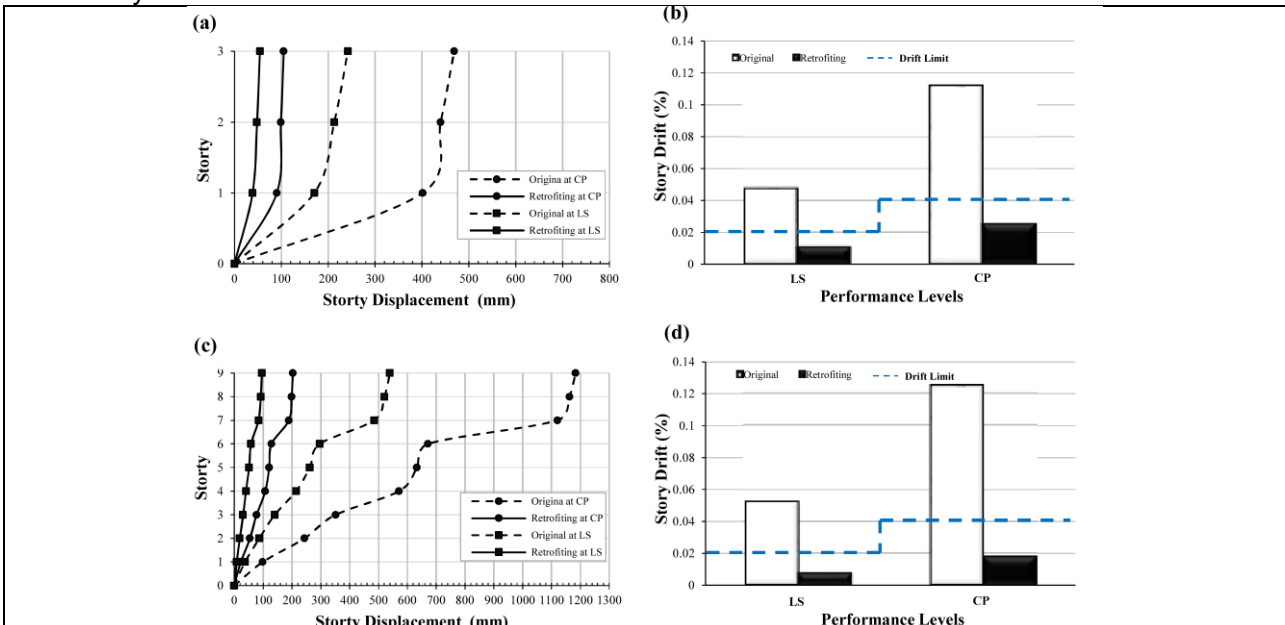 (a)
3
2
1
0
Storty
0 100 200 300 400 500 600 700 800
Storty Displacement (mm)
Origina at CP
Retrofiting at CP
Original at LS
Retrofiting at LS
(b)
0.14
0.12
0.1
0.08
0.06
0.04
0.02
0
Story Drift (%)
Original Retrofiting Drift Limit
LS CP
Performance Levels
(c)
9
8
7
6
5
4
3
2
1
0
Storty
0 100 200 300 400 500 600 700 800 900 1000 1100 1200 1300
Storty Displacement (mm)
Origina at CP
Retrofiting at CP
Original at LS
Retrofiting at LS
(d)
0.14
0.12
0.1
0.08
0.06
0.04
0.02
0
Story Drift (%)
Original Retrofiting Drift Limit
LS CP
Performance Levels